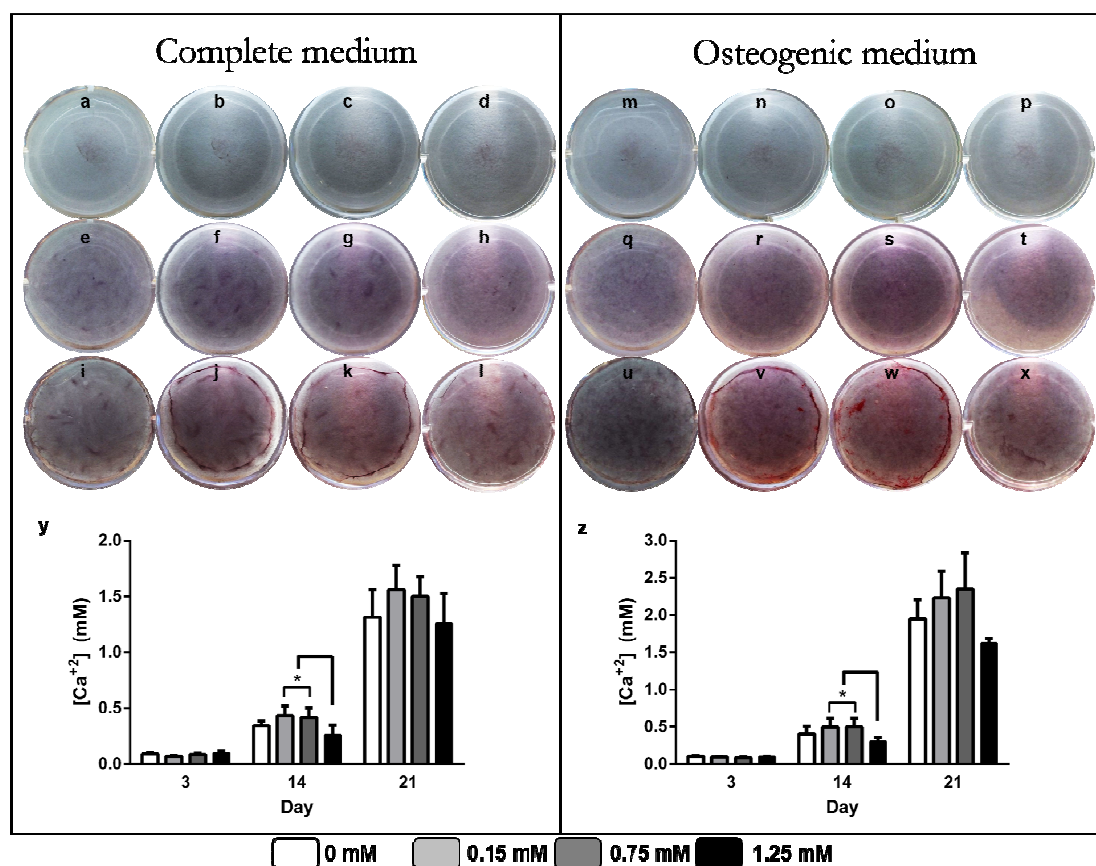 Complete medium
Osteogenic medium
a b c d
m n o p
e f g h
q r s t
i j k l
u v w x
y
z
2.0
1.5
1.0
0.5
0.0
[Ca+2] (mM)
*
3 14 21
Day
3.0
2.5
2.0
1.5
1.0
0.5
0.0
[Ca+2] (mM)
*
3 14 21
Day
0 mM 0.15 mM 0.75 mM 1.25 mM